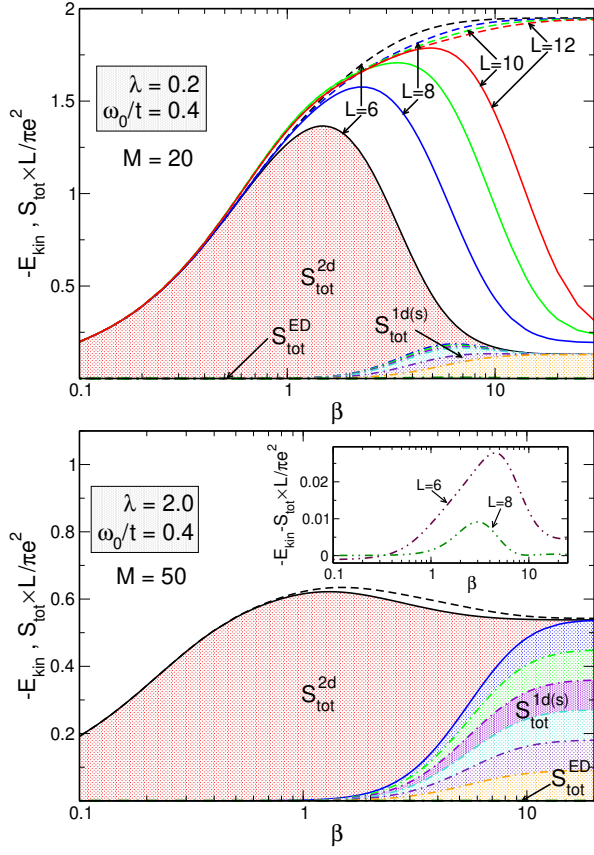 2
1.5
1
0.5
-E_kin , S_tot×L/πe²
λ = 0.2
ω₀/t = 0.4
M = 20
L=6
L=8
L=10
L=12
S_tot^2d
S_tot^ED
S_tot^1d(s)
0.1
1
10
β
1
0.8
0.6
0.4
0.2
-E_kin , S_tot×L/πe²
λ = 2.0
ω₀/t = 0.4
M = 50
0.02
0.01
0
-E_kin-S_tot×L/πe²
L=6
L=8
0.1
1
10
β
S_tot^2d
S_tot^1d(s)
S_tot^ED
0.1
1
10
β